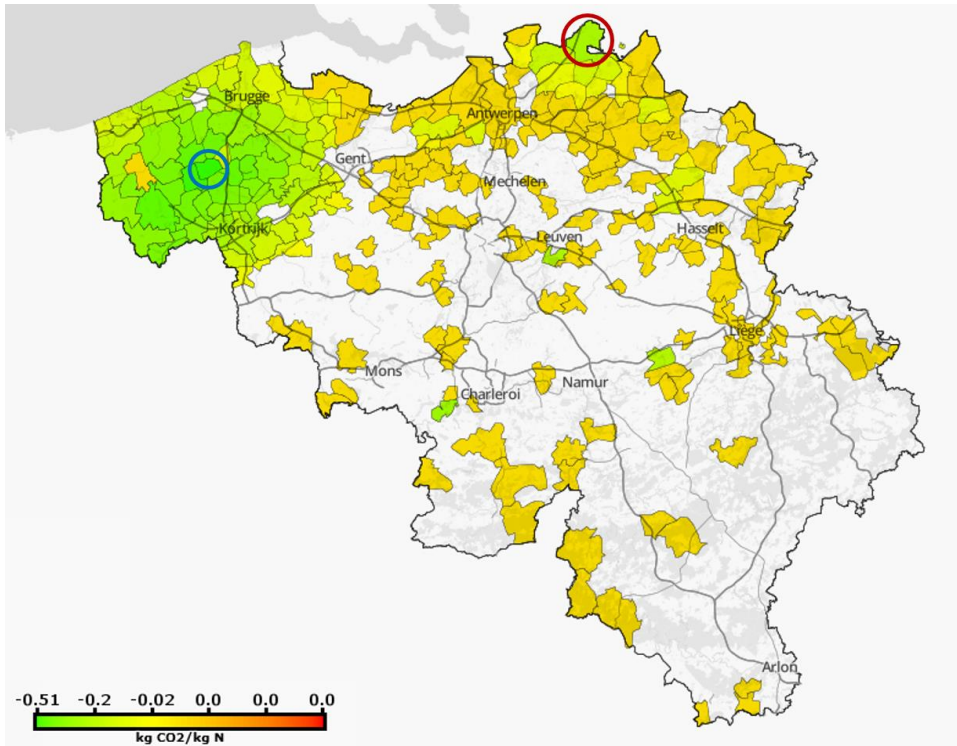 Brugge
Antwerpen
Gent
Mechelen
Kortrijk
Leuven
Hasselt
Liège
Mons
Namur
Charleroi
Arlon
-0.51 -0.2 -0.02 0.0 0.0 0.0
kg CO2/kg N